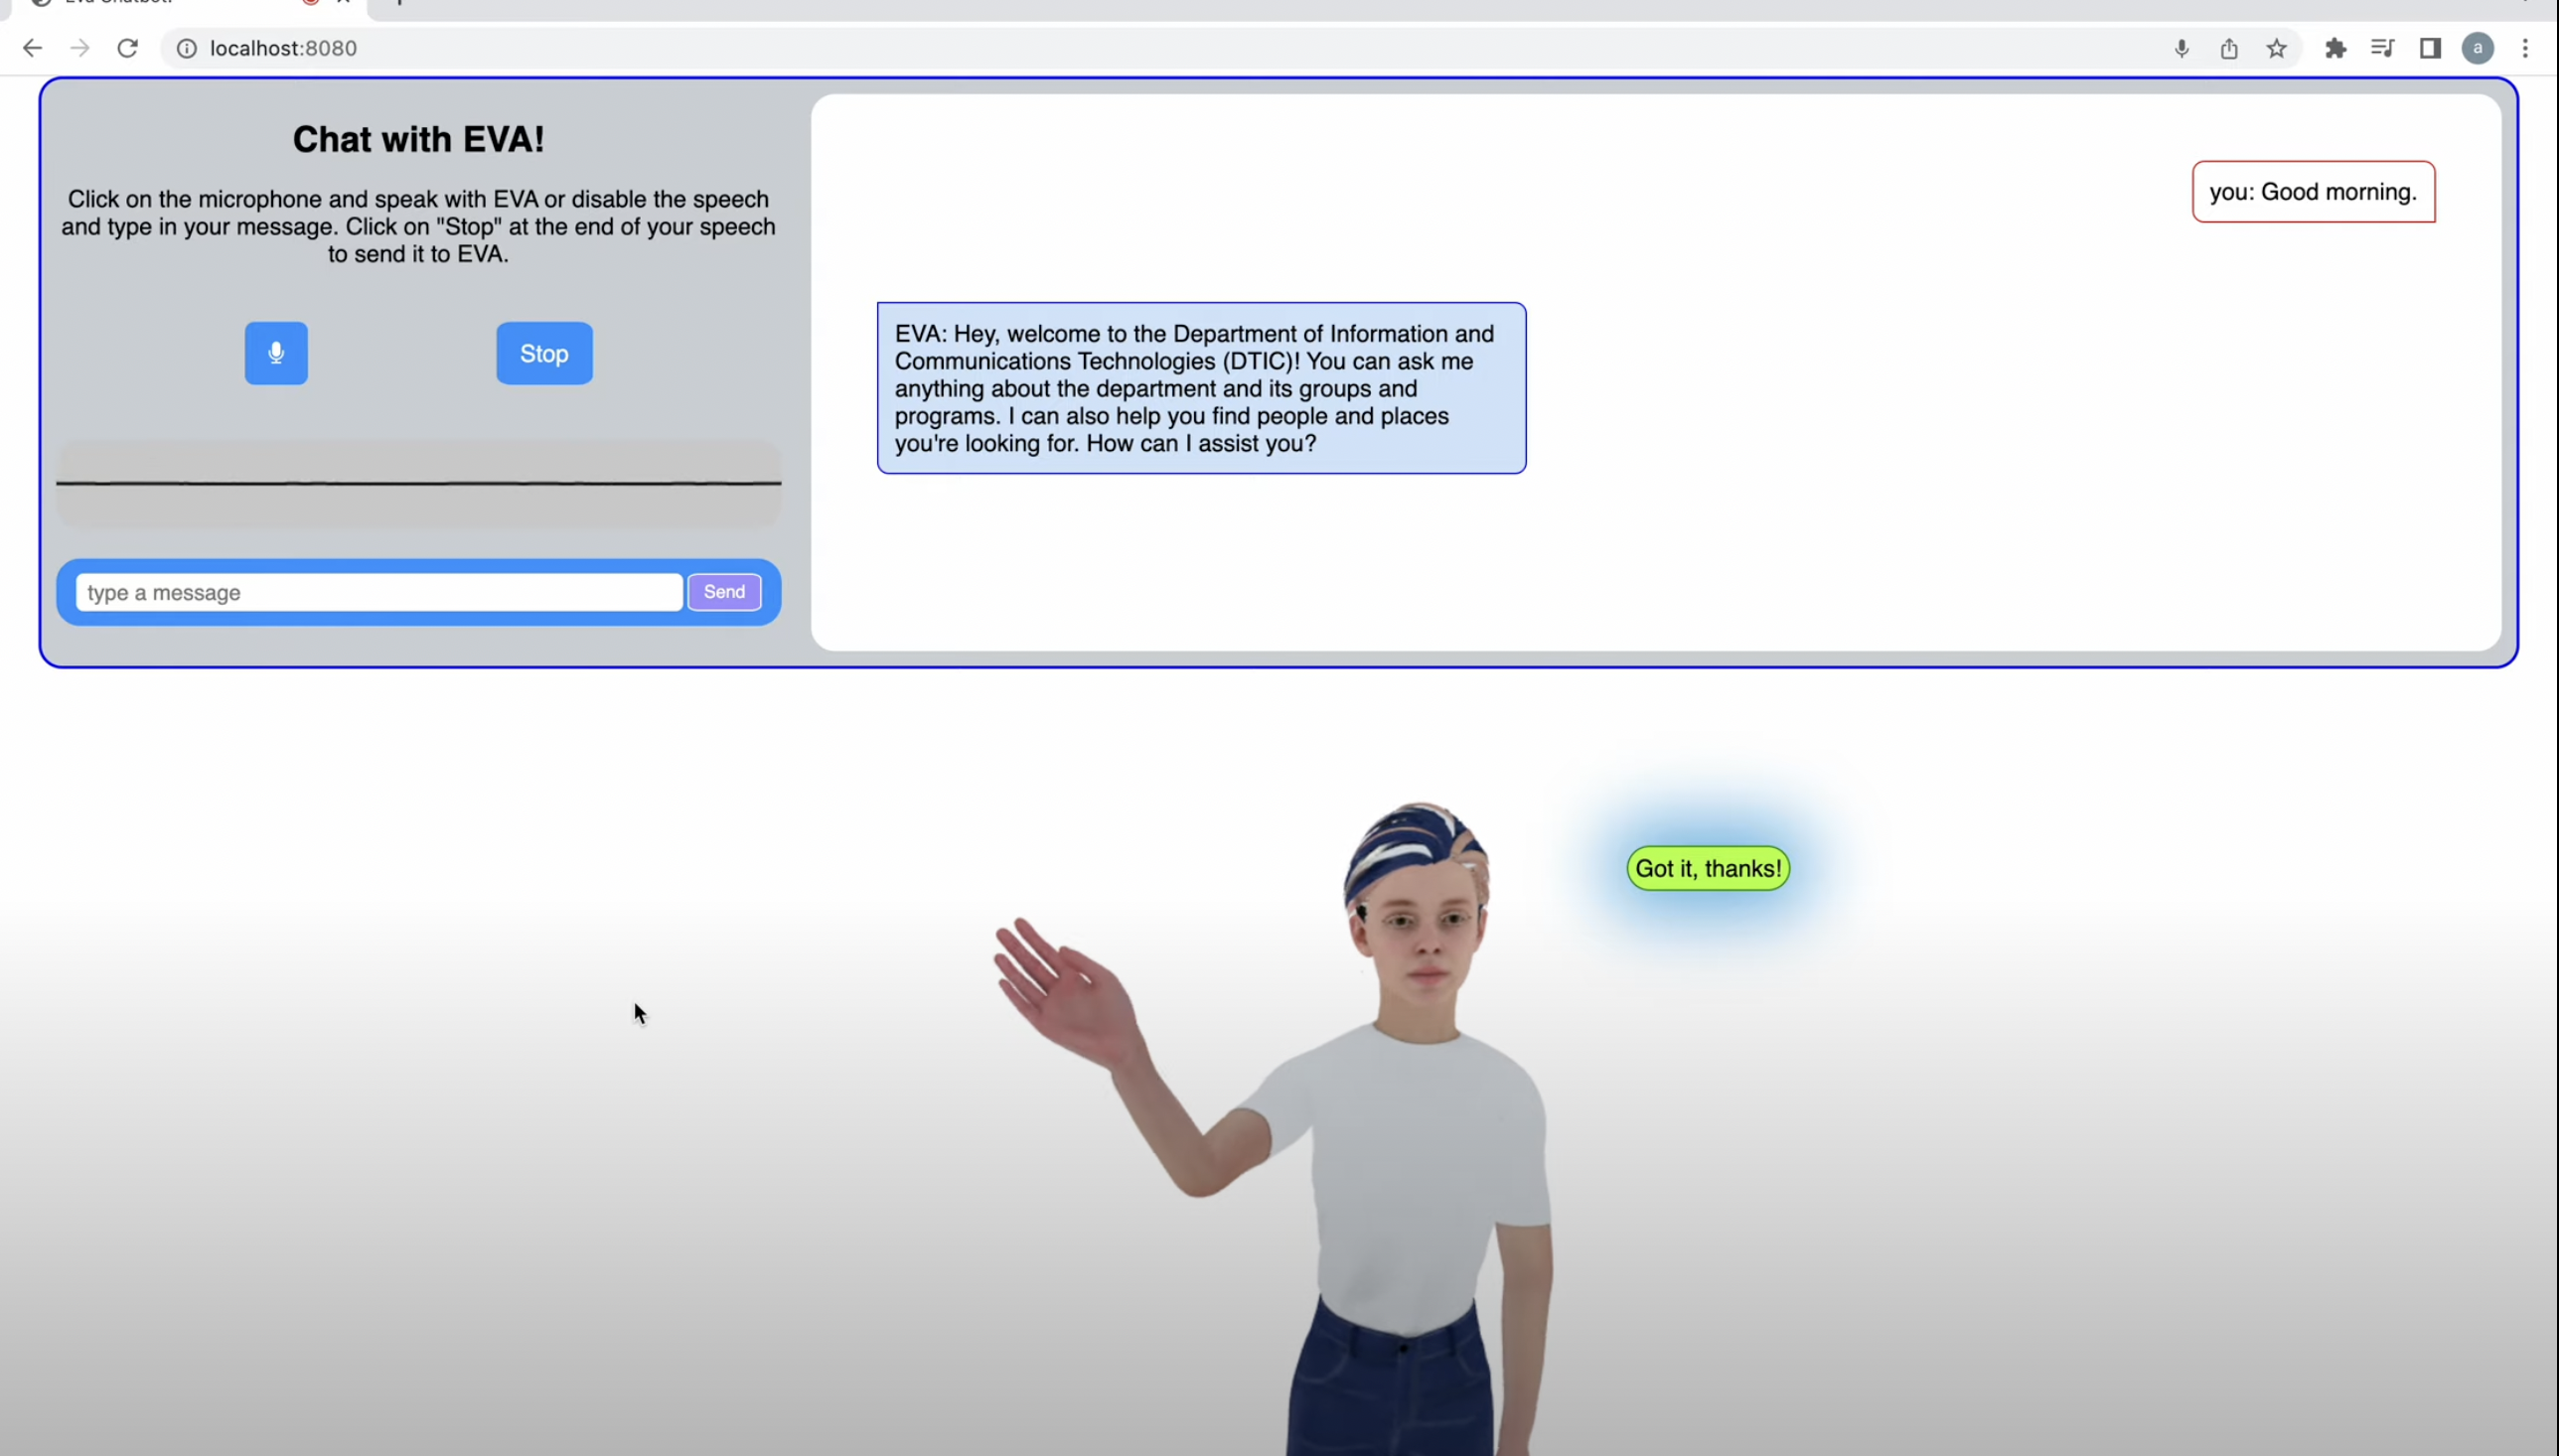 localhost:8080
a
Chat with EVA!
Click on the microphone and speak with EVA or disable the speech
and type in your message. Click on "Stop" at the end of your speech
to send it to EVA.
Stop
type a message
Send
you: Good morning.
EVA: Hey, welcome to the Department of Information and
Communications Technologies (DTIC)! You can ask me
anything about the department and its groups and
programs. I can also help you find people and places
you're looking for. How can I assist you?
Got it, thanks!